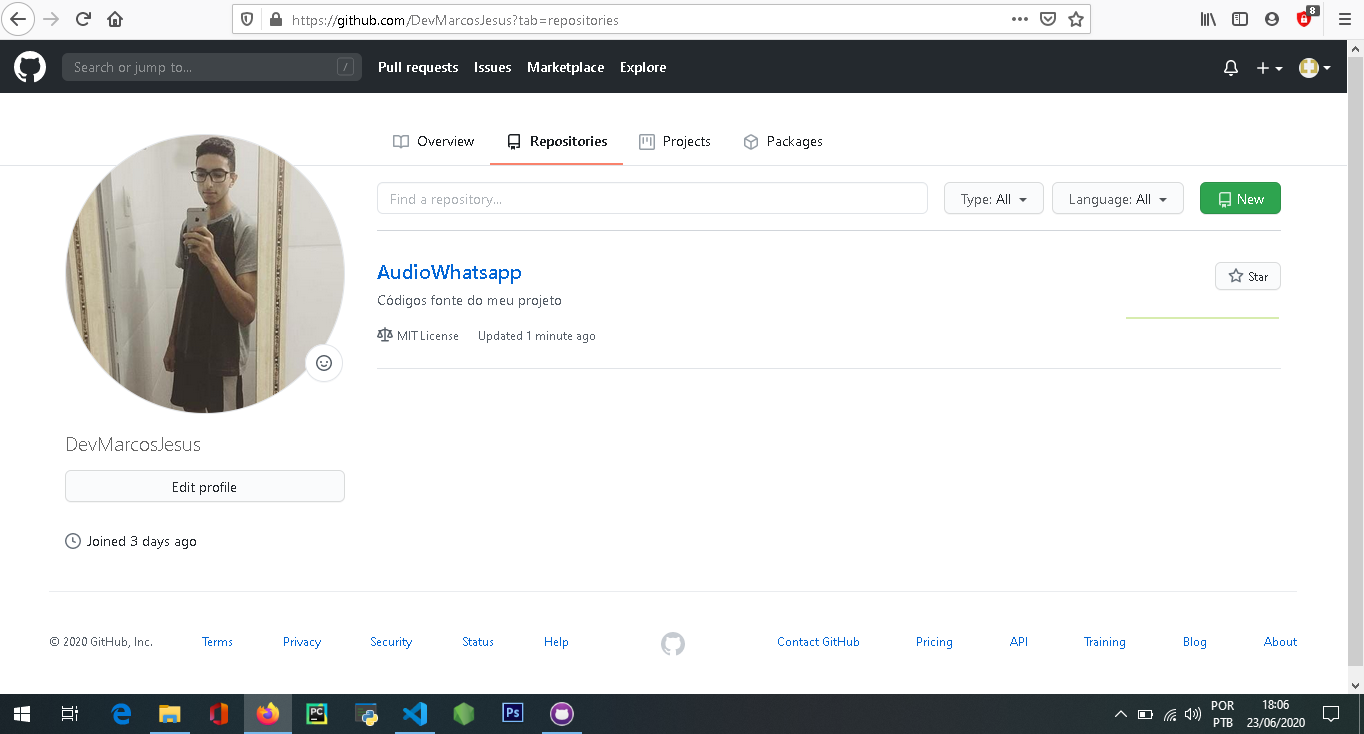 https://github.com/DevMarcosJesus?tab=repositories
8
Search or jump to...
/
Pull requests
Issues
Marketplace
Explore
Overview
Repositories
Projects
Packages
Find a repository...
Type: All
Language: All
New
AudioWhatsapp
Star
Códigos fonte do meu projeto
MIT License
Updated 1 minute ago
DevMarcosJesus
Edit profile
Joined 3 days ago
© 2020 GitHub, Inc.
Terms
Privacy
Security
Status
Help
Contact GitHub
Pricing
API
Training
Blog
About
PC
Ps
POR
PTB
18:06
23/06/2020